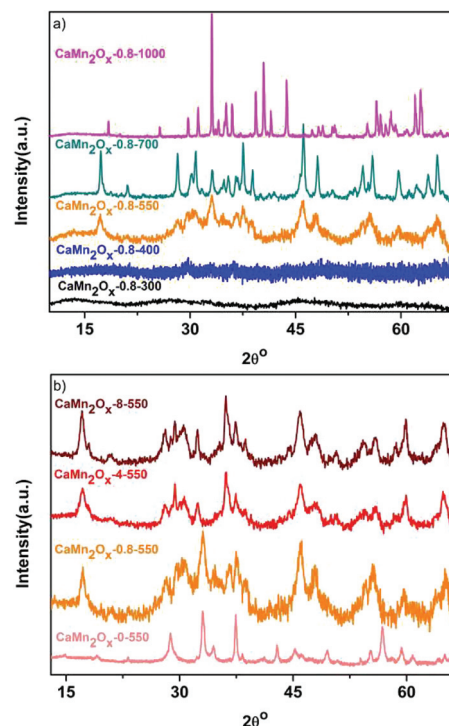 a)
CaMn2Ox-0.8-1000
CaMn2Ox-0.8-700
CaMn2Ox-0.8-550
CaMn2Ox-0.8-400
CaMn2Ox-0.8-300
Intensity(a.u.)
15 30 45 60
2θº
b)
CaMn2Ox-8-550
CaMn2Ox-4-550
CaMn2Ox-0.8-550
CaMn2Ox-0-550
Intensity(a.u.)
15 30 45 60
2θº